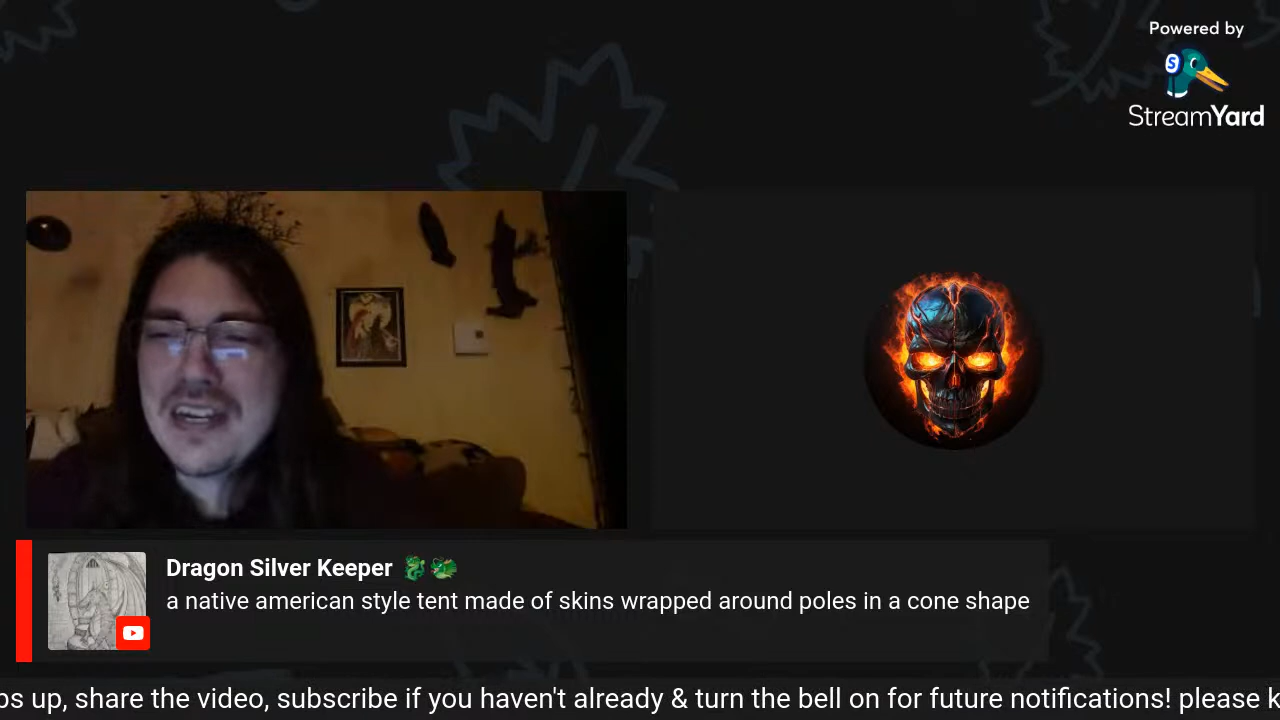 Powered by
S
StreamYard
Dragon Silver Keeper 🐉🐲
a native american style tent made of skins wrapped around poles in a cone shape
up, share the video, subscribe if you haven't already & turn the bell on for future notifications! please